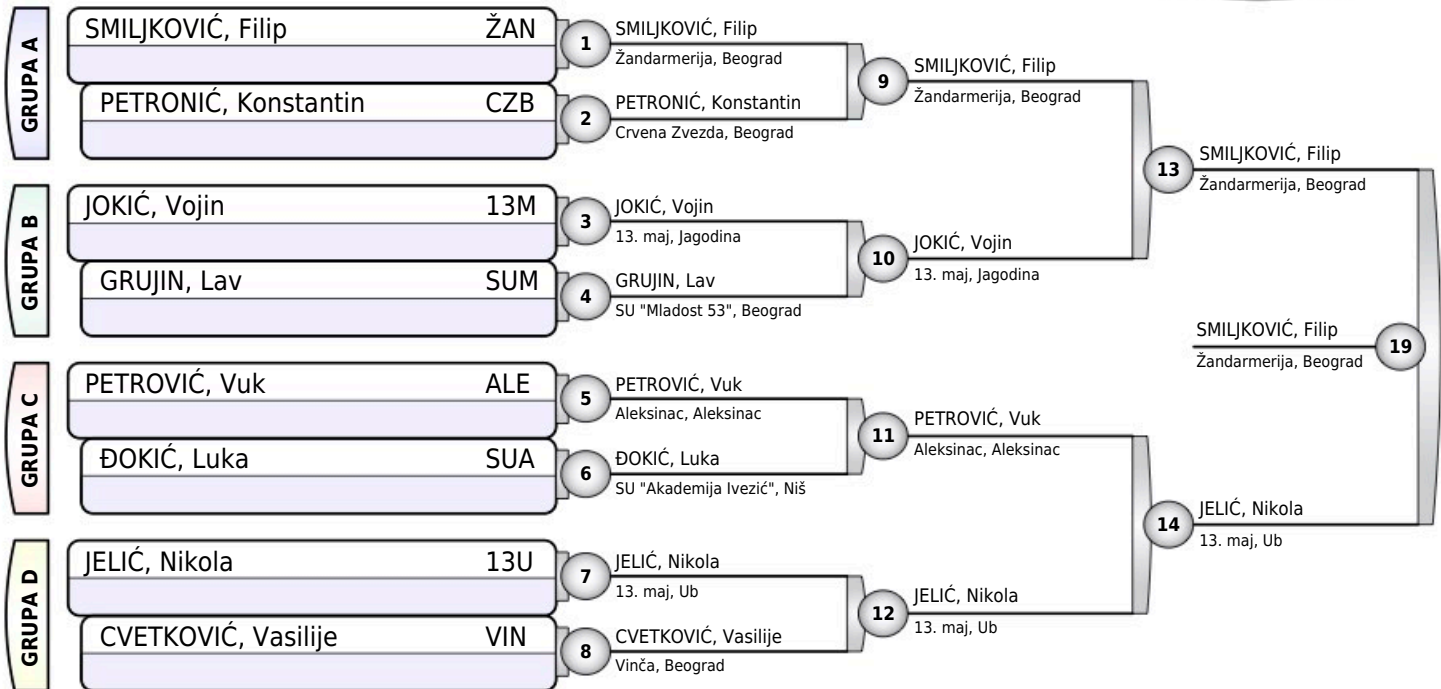 GRUPA A
SMILJKOVIĆ, Filip ŽAN
PETRONIĆ, Konstantin CZB
GRUPA B
JOKIĆ, Vojin 13M
GRUJIN, Lav SUM
GRUPA C
PETROVIĆ, Vuk ALE
ĐOKIĆ, Luka SUA
GRUPA D
JELIĆ, Nikola 13U
CVETKOVIĆ, Vasilije VIN
1
SMILJKOVIĆ, Filip
Žandarmerija, Beograd
2
PETRONIĆ, Konstantin
Crvena Zvezda, Beograd
3
JOKIĆ, Vojin
13. maj, Jagodina
4
GRUJIN, Lav
SU "Mladost 53", Beograd
5
PETROVIĆ, Vuk
Aleksinac, Aleksinac
6
ĐOKIĆ, Luka
SU "Akademija Ivezić", Niš
7
JELIĆ, Nikola
13. maj, Ub
8
CVETKOVIĆ, Vasilije
Vinča, Beograd
9
SMILJKOVIĆ, Filip
Žandarmerija, Beograd
10
JOKIĆ, Vojin
13. maj, Jagodina
11
PETROVIĆ, Vuk
Aleksinac, Aleksinac
12
JELIĆ, Nikola
13. maj, Ub
13
SMILJKOVIĆ, Filip
Žandarmerija, Beograd
14
JELIĆ, Nikola
13. maj, Ub
SMILJKOVIĆ, Filip
Žandarmerija, Beograd
19